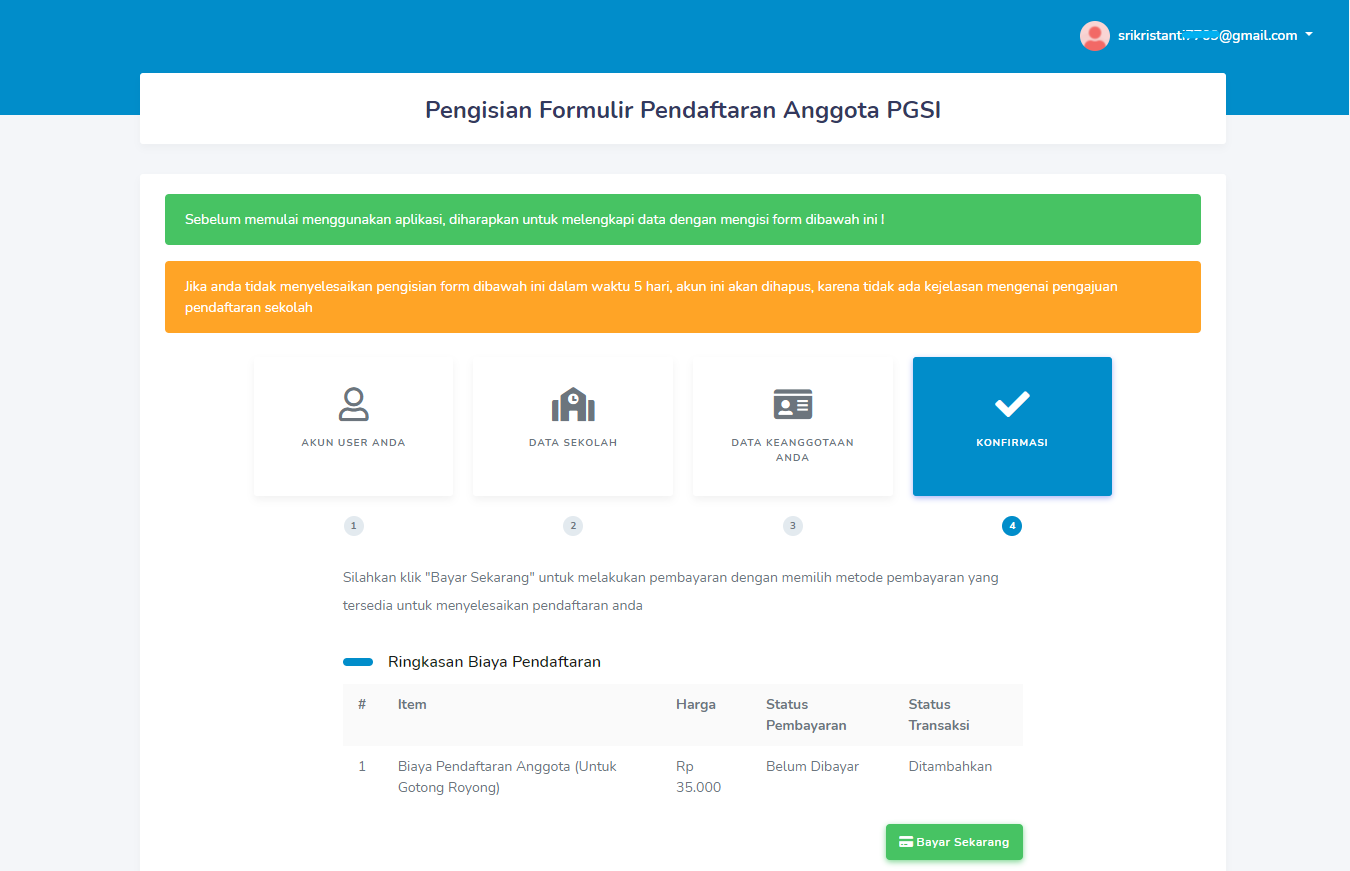 @gmail.com
Pengisian Formulir Pendaftaran Anggota PGSI
Sebelum memulai menggunakan aplikasi, diharapkan untuk melengkapi data dengan mengisi form dibawah ini !
Jika anda tidak menyelesaikan pengisian form dibawah ini dalam waktu 5 hari, akun ini akan dihapus, karena tidak ada kejelasan mengenai pengajuan
pendaftaran sekolah
AKUN USER ANDA
DATA SEKOLAH
DATA KEANGGOTAAN
ANDA
KONFIRMASI
1
2
3
4
Silahkan klik "Bayar Sekarang" untuk melakukan pembayaran dengan memilih metode pembayaran yang
tersedia untuk menyelesaikan pendaftaran anda
Ringkasan Biaya Pendaftaran
# Item Harga Status Status
Pembayaran Transaksi
1 Biaya Pendaftaran Anggota (Untuk Rp Belum Dibayar Ditambahkan
Gotong Royong) 35.000
Bayar Sekarang